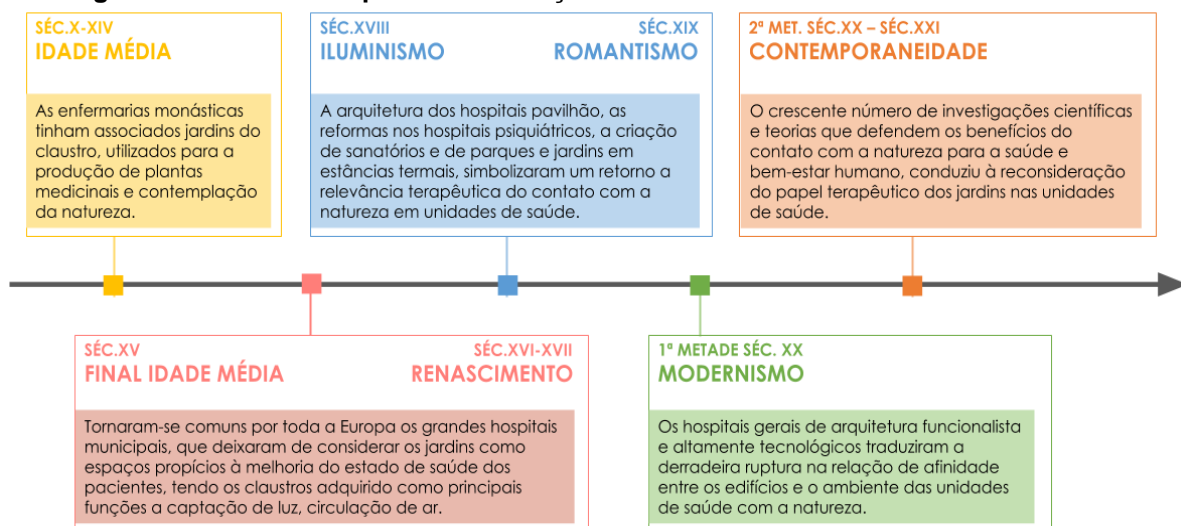 SÉC.X-XIV
IDADE MÉDIA
As enfermarias monásticas
tinham associados jardins do
claustro, utilizados para a
produção de plantas
medicinais e contemplação
da natureza.
SÉC.XVIII SÉC.XIX
ILUMINISMO ROMANTISMO
A arquitetura dos hospitais pavilhão, as
reformas nos hospitais psiquiátricos, a criação
de sanatórios e de parques e jardins em
estâncias termais, simbolizaram um retorno a
relevância terapêutica do contato com a
natureza em unidades de saúde.
2ª MET. SÉC.XX – SÉC.XXI
CONTEMPORANEIDADE
O crescente número de investigações científicas
e teorias que defendem os benefícios do
contato com a natureza para a saúde e
bem-estar humano, conduziu à reconsideração
do papel terapêutico dos jardins nas unidades
de saúde.
SÉC.XV SÉC.XVI-XVII
FINAL IDADE MÉDIA RENASCIMENTO
Tornaram-se comuns por toda a Europa os grandes hospitais
municipais, que deixaram de considerar os jardins como
espaços propícios à melhoria do estado de saúde dos
pacientes, tendo os claustros adquirido como principais
funções a captação de luz, circulação de ar.
1ª METADE SÉC. XX
MODERNISMO
Os hospitais gerais de arquitetura funcionalista
e altamente tecnológicos traduziram a
derradeira ruptura na relação de afinidade
entre os edifícios e o ambiente das unidades
de saúde com a natureza.